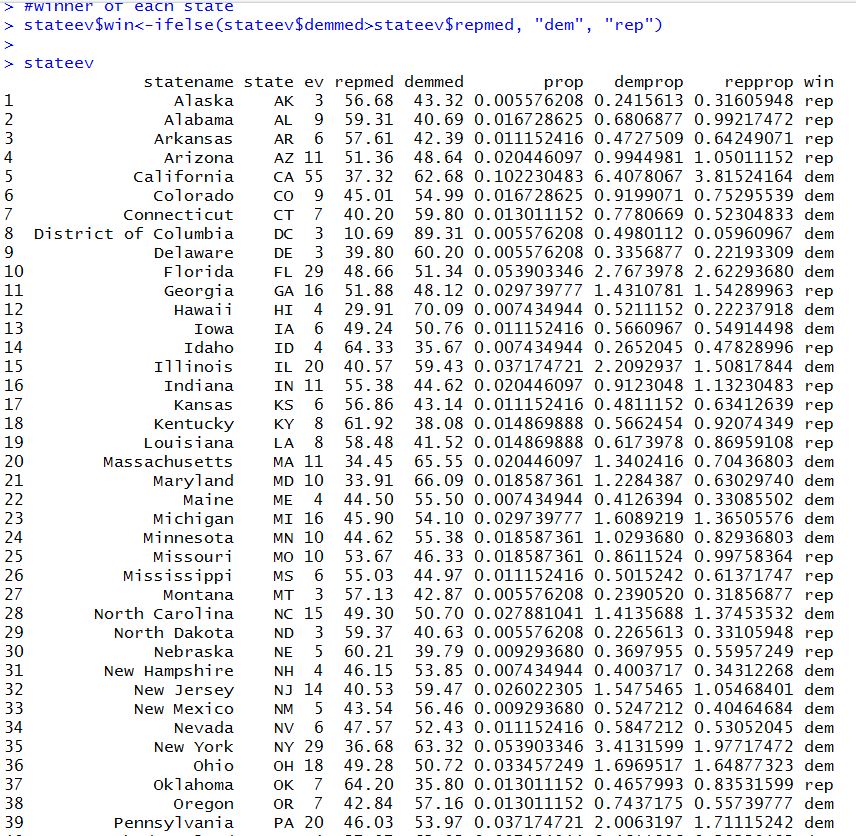 > #winner of each state
> stateev$win<-ifelse(stateev$demmed>stateev$repmed, "dem", "rep")
>
> stateev
statename state ev repmed demmed prop demprop repprop win
1 Alaska AK 3 56.68 43.32 0.005576208 0.2415613 0.31605948 rep
2 Alabama AL 9 59.31 40.69 0.016728625 0.6806877 0.99217472 rep
3 Arkansas AR 6 57.61 42.39 0.011152416 0.4727509 0.64249071 rep
4 Arizona AZ 11 51.36 48.64 0.020446097 0.9944981 1.05011152 rep
5 California CA 55 37.32 62.68 0.102230483 6.4078067 3.81524164 dem
6 Colorado CO 9 45.01 54.99 0.016728625 0.9199071 0.75295539 dem
7 Connecticut CT 7 40.20 59.80 0.013011152 0.7780669 0.52304833 dem
8 District of Columbia DC 3 10.69 89.31 0.005576208 0.4980112 0.05960967 dem
9 Delaware DE 3 39.80 60.20 0.005576208 0.3356877 0.22193309 dem
10 Florida FL 29 48.66 51.34 0.053903346 2.7673978 2.62293680 dem
11 Georgia GA 16 51.88 48.12 0.029739777 1.4310781 1.54289963 rep
12 Hawaii HI 4 29.91 70.09 0.007434944 0.5211152 0.22237918 dem
13 Iowa IA 6 49.24 50.76 0.011152416 0.5660967 0.54914498 dem
14 Idaho ID 4 64.33 35.67 0.007434944 0.2652045 0.47828996 rep
15 Illinois IL 20 40.57 59.43 0.037174721 2.2092937 1.50817844 dem
16 Indiana IN 11 55.38 44.62 0.020446097 0.9123048 1.13230483 rep
17 Kansas KS 6 56.86 43.14 0.011152416 0.4811152 0.63412639 rep
18 Kentucky KY 8 61.92 38.08 0.014869888 0.5662454 0.92074349 rep
19 Louisiana LA 8 58.48 41.52 0.014869888 0.6173978 0.86959108 rep
20 Massachusetts MA 11 34.45 65.55 0.020446097 1.3402416 0.70436803 dem
21 Maryland MD 10 33.91 66.09 0.018587361 1.2284387 0.63029740 dem
22 Maine ME 4 44.50 55.50 0.007434944 0.4126394 0.33085502 dem
23 Michigan MI 16 45.90 54.10 0.029739777 1.6089219 1.36505576 dem
24 Minnesota MN 10 44.62 55.38 0.018587361 1.0293680 0.82936803 dem
25 Missouri MO 10 53.67 46.33 0.018587361 0.8611524 0.99758364 rep
26 Mississippi MS 6 55.03 44.97 0.011152416 0.5015242 0.61371747 rep
27 Montana MT 3 57.13 42.87 0.005576208 0.2390520 0.31856877 rep
28 North Carolina NC 15 49.30 50.70 0.027881041 1.4135688 1.37453532 dem
29 North Dakota ND 3 59.37 40.63 0.005576208 0.2265613 0.33105948 rep
30 Nebraska NE 5 60.21 39.79 0.009293680 0.3697955 0.55957249 rep
31 New Hampshire NH 4 46.15 53.85 0.007434944 0.4003717 0.34312268 dem
32 New Jersey NJ 14 40.53 59.47 0.026022305 1.5475465 1.05468401 dem
33 New Mexico NM 5 43.54 56.46 0.009293680 0.5247212 0.40464684 dem
34 Nevada NV 6 47.57 52.43 0.011152416 0.5847212 0.53052045 dem
35 New York NY 29 36.68 63.32 0.053903346 3.4131599 1.97717472 dem
36 Ohio OH 18 49.28 50.72 0.033457249 1.6969517 1.64877323 dem
37 Oklahoma OK 7 64.20 35.80 0.013011152 0.4657993 0.83531599 rep
38 Oregon OR 7 42.84 57.16 0.013011152 0.7437175 0.55739777 dem
39 Pennsylvania PA 20 46.03 53.97 0.037174721 2.0063197 1.71115242 dem